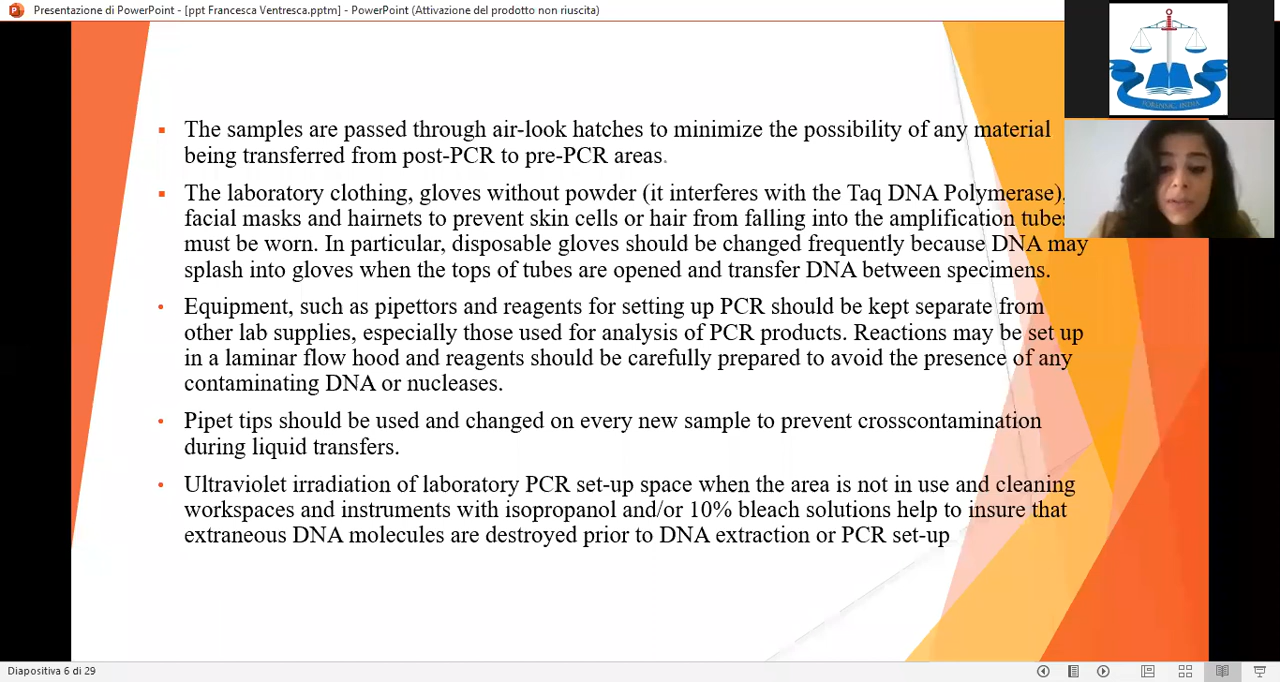 Presentazione di PowerPoint - [ppt Francesca Ventresca.pptm] - PowerPoint (Attivazione del prodotto non riuscita)
The samples are passed through air-look hatches to minimize the possibility of any material
being transferred from post-PCR to pre-PCR areas.
The laboratory clothing, gloves without powder (it interferes with the Taq DNA Polymerase),
facial masks and hairnets to prevent skin cells or hair from falling into the amplification tubes
must be worn. In particular, disposable gloves should be changed frequently because DNA may
splash into gloves when the tops of tubes are opened and transfer DNA between specimens.
Equipment, such as pipettors and reagents for setting up PCR should be kept separate from
other lab supplies, especially those used for analysis of PCR products. Reactions may be set up
in a laminar flow hood and reagents should be carefully prepared to avoid the presence of any
contaminating DNA or nucleases.
Pipet tips should be used and changed on every new sample to prevent crosscontamination
during liquid transfers.
Ultraviolet irradiation of laboratory PCR set-up space when the area is not in use and cleaning
workspaces and instruments with isopropanol and/or 10% bleach solutions help to insure that
extraneous DNA molecules are destroyed prior to DNA extraction or PCR set-up
Diapositiva 6 di 29